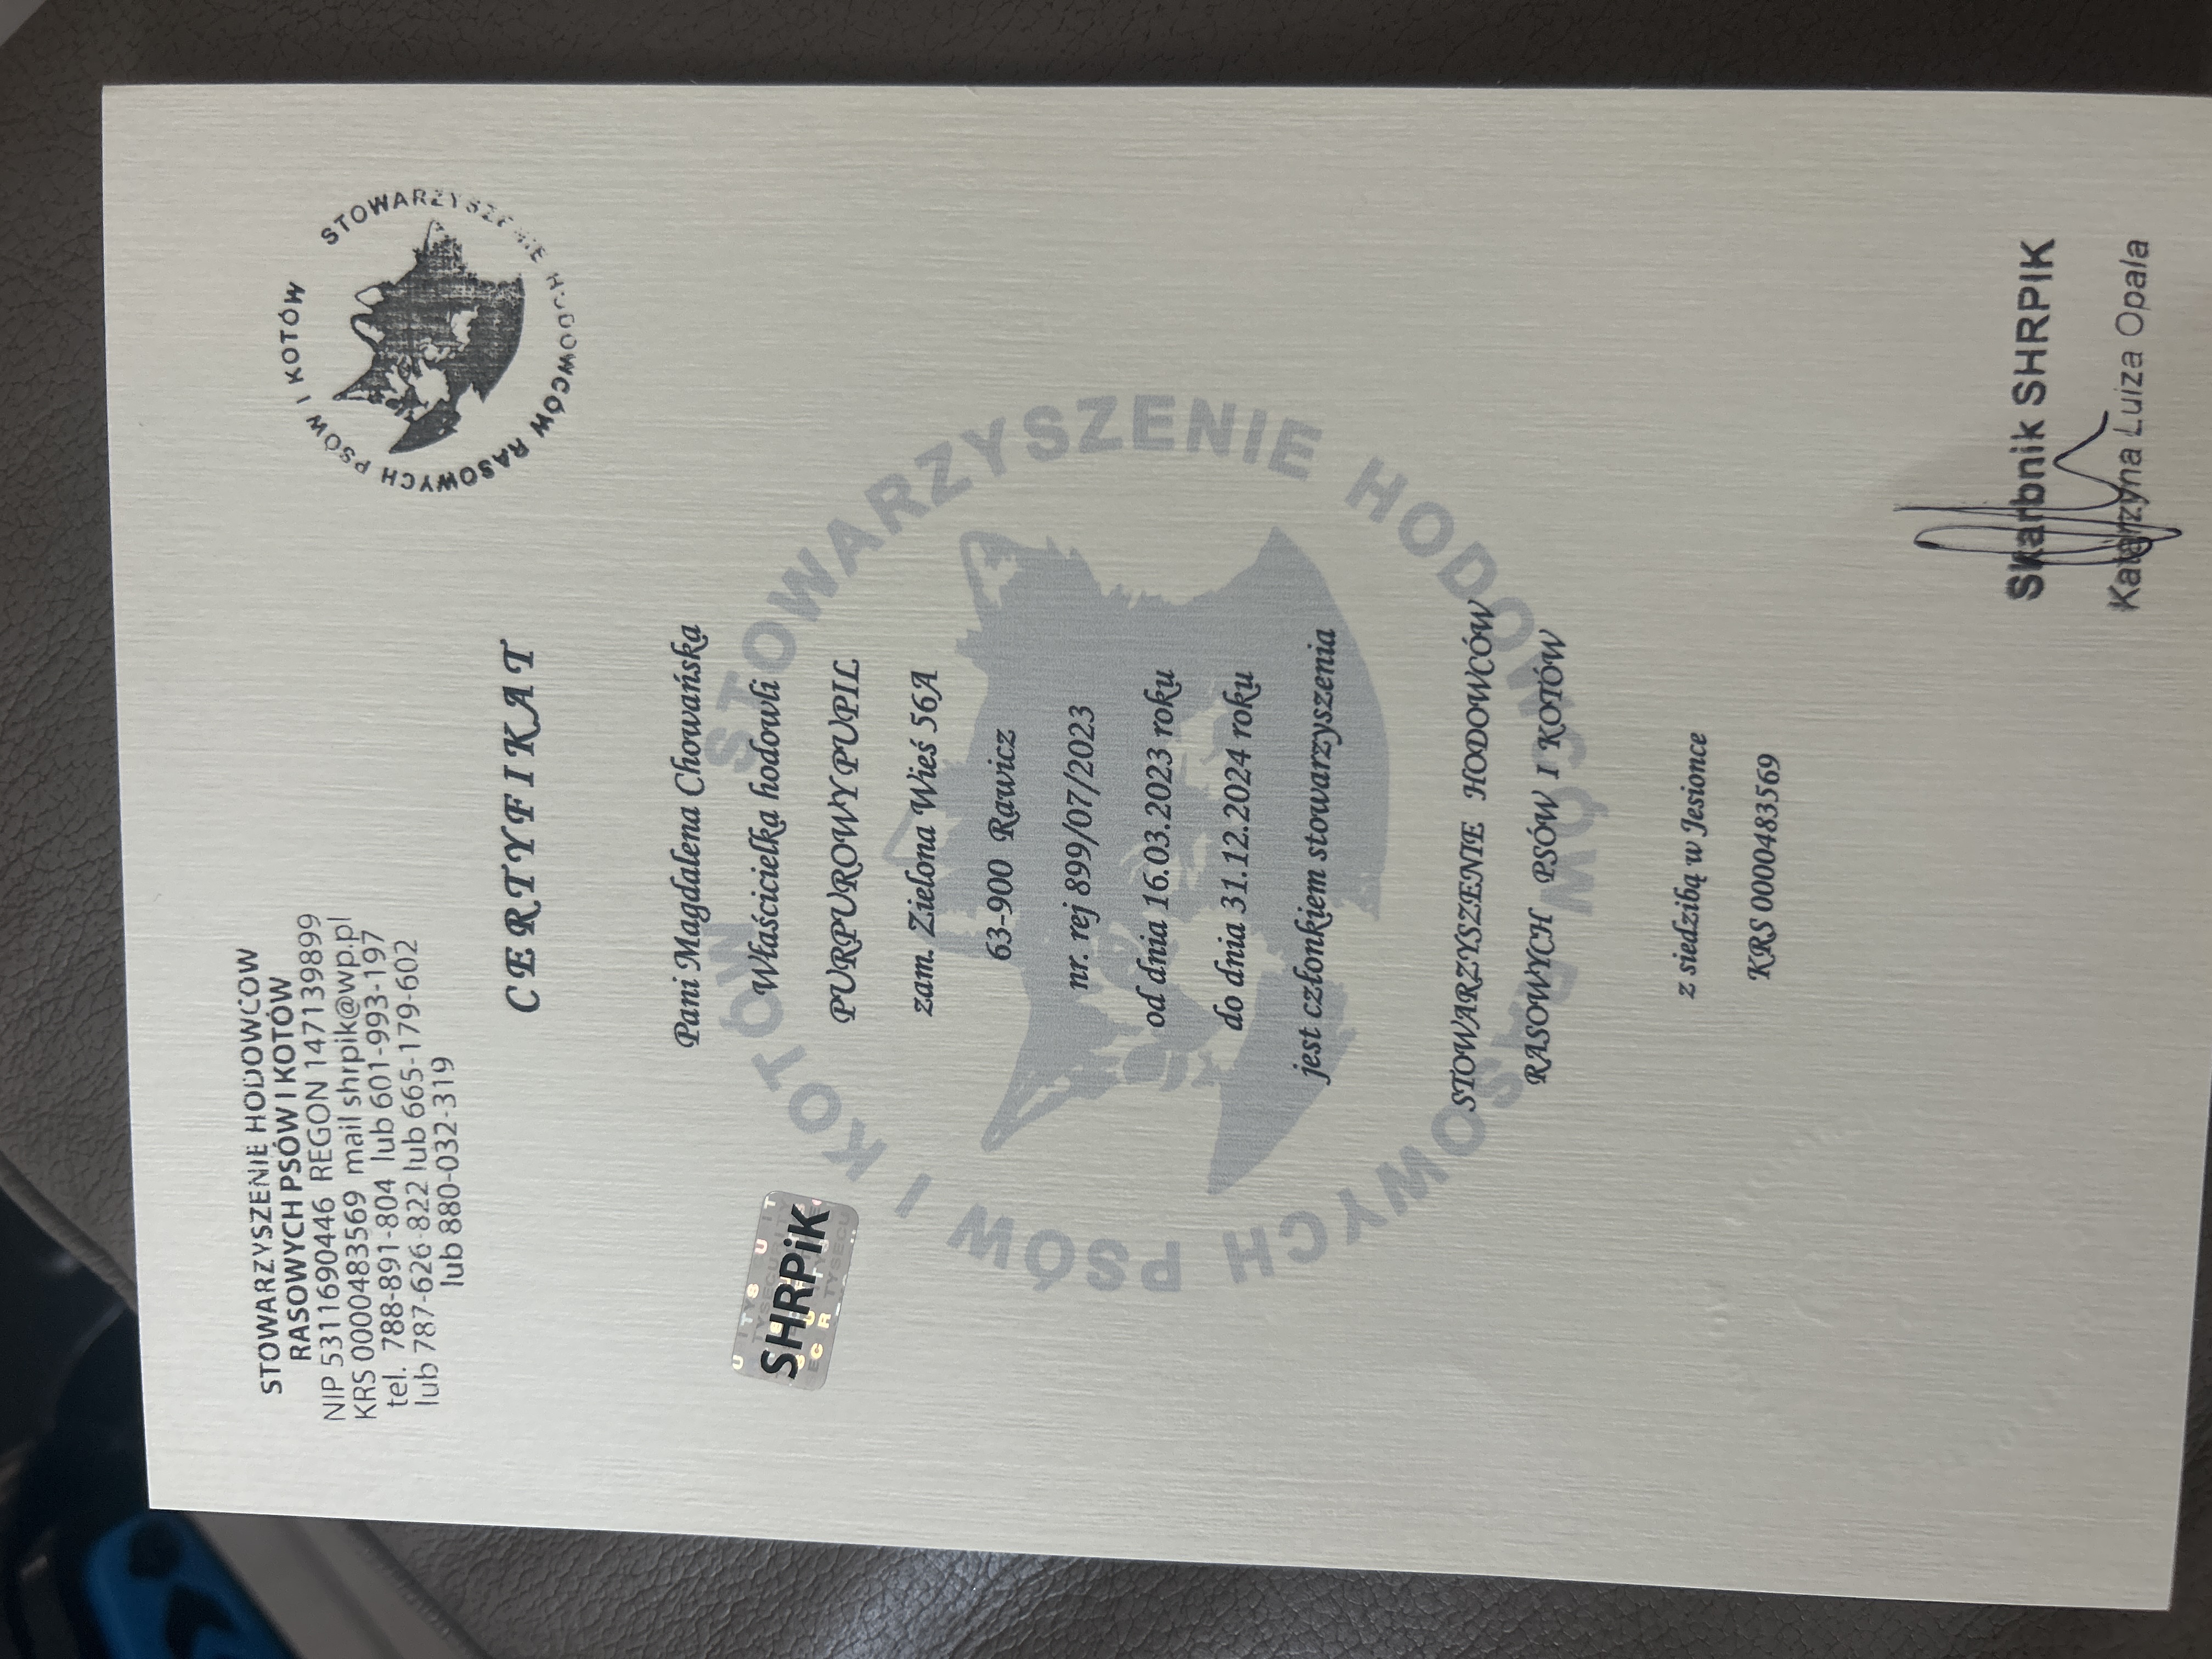 STOWARZYSZENIE HODOWCÓW
RASOWYCH PSÓW I KOTÓW
NIP 5311690446 REGON 147139899
KRS 0000483569 mail shrpik@wp.pl
tel. 788-891-804 lub 601-993-197
lub 787-626-822 lub 665-179-602
lub 880-032-319
STOWARZYSZENIE HODOWCÓW RASOWYCH PSÓW I KOTÓW
CERTYFIKAT
Pani Magdalena Chowańska
Właścicielka hodowli
SHRPiK
PURPUROWY PUPIL
zam. Zielona Wieś 56A
63-900 Rawicz
nr. rej 899/07/2023
od dnia 16.03.2023 roku
do dnia 31.12.2024 roku
jest członkiem stowarzyszenia
STOWARZYSZENIE HODOWCÓW
RASOWYCH PSÓW I KOTÓW
z siedzibą w Jesionce
KRS 0000483569
STOWARZYSZENIE HODOWCÓW RASOWYCH PSÓW I KOTÓW
Skarbnik SHRPIK
Katarzyna Luiza Opala